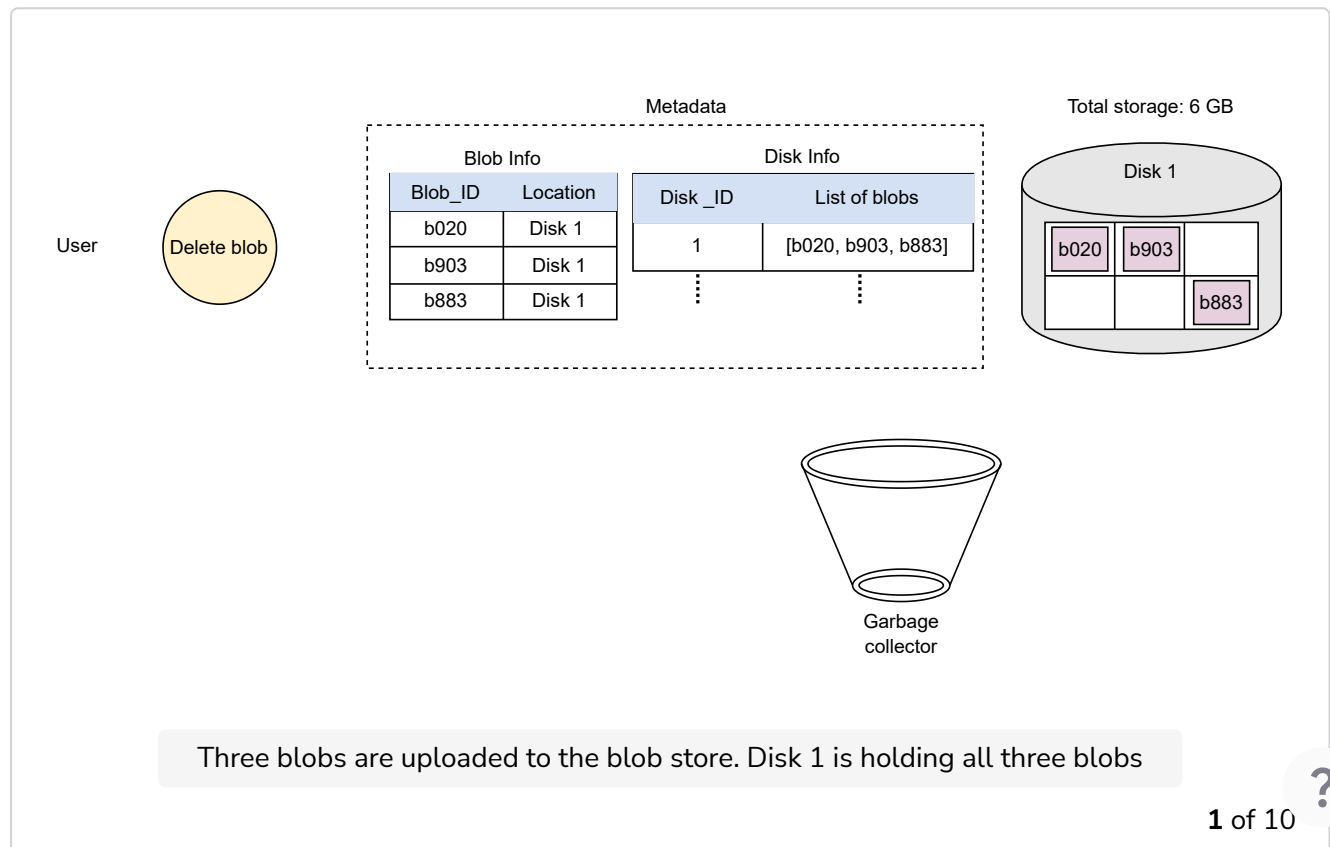 Metadata
Total storage: 6 GB
Blob Info
Disk Info
Disk 1
Blob_ID Location
Disk _ID List of blobs
b020 Disk 1
b903 Disk 1
b883 Disk 1
1 [b020, b903, b883]
User
Delete blob
b020 b903
b883
Garbage
collector
Three blobs are uploaded to the blob store. Disk 1 is holding all three blobs
?
1 of 10